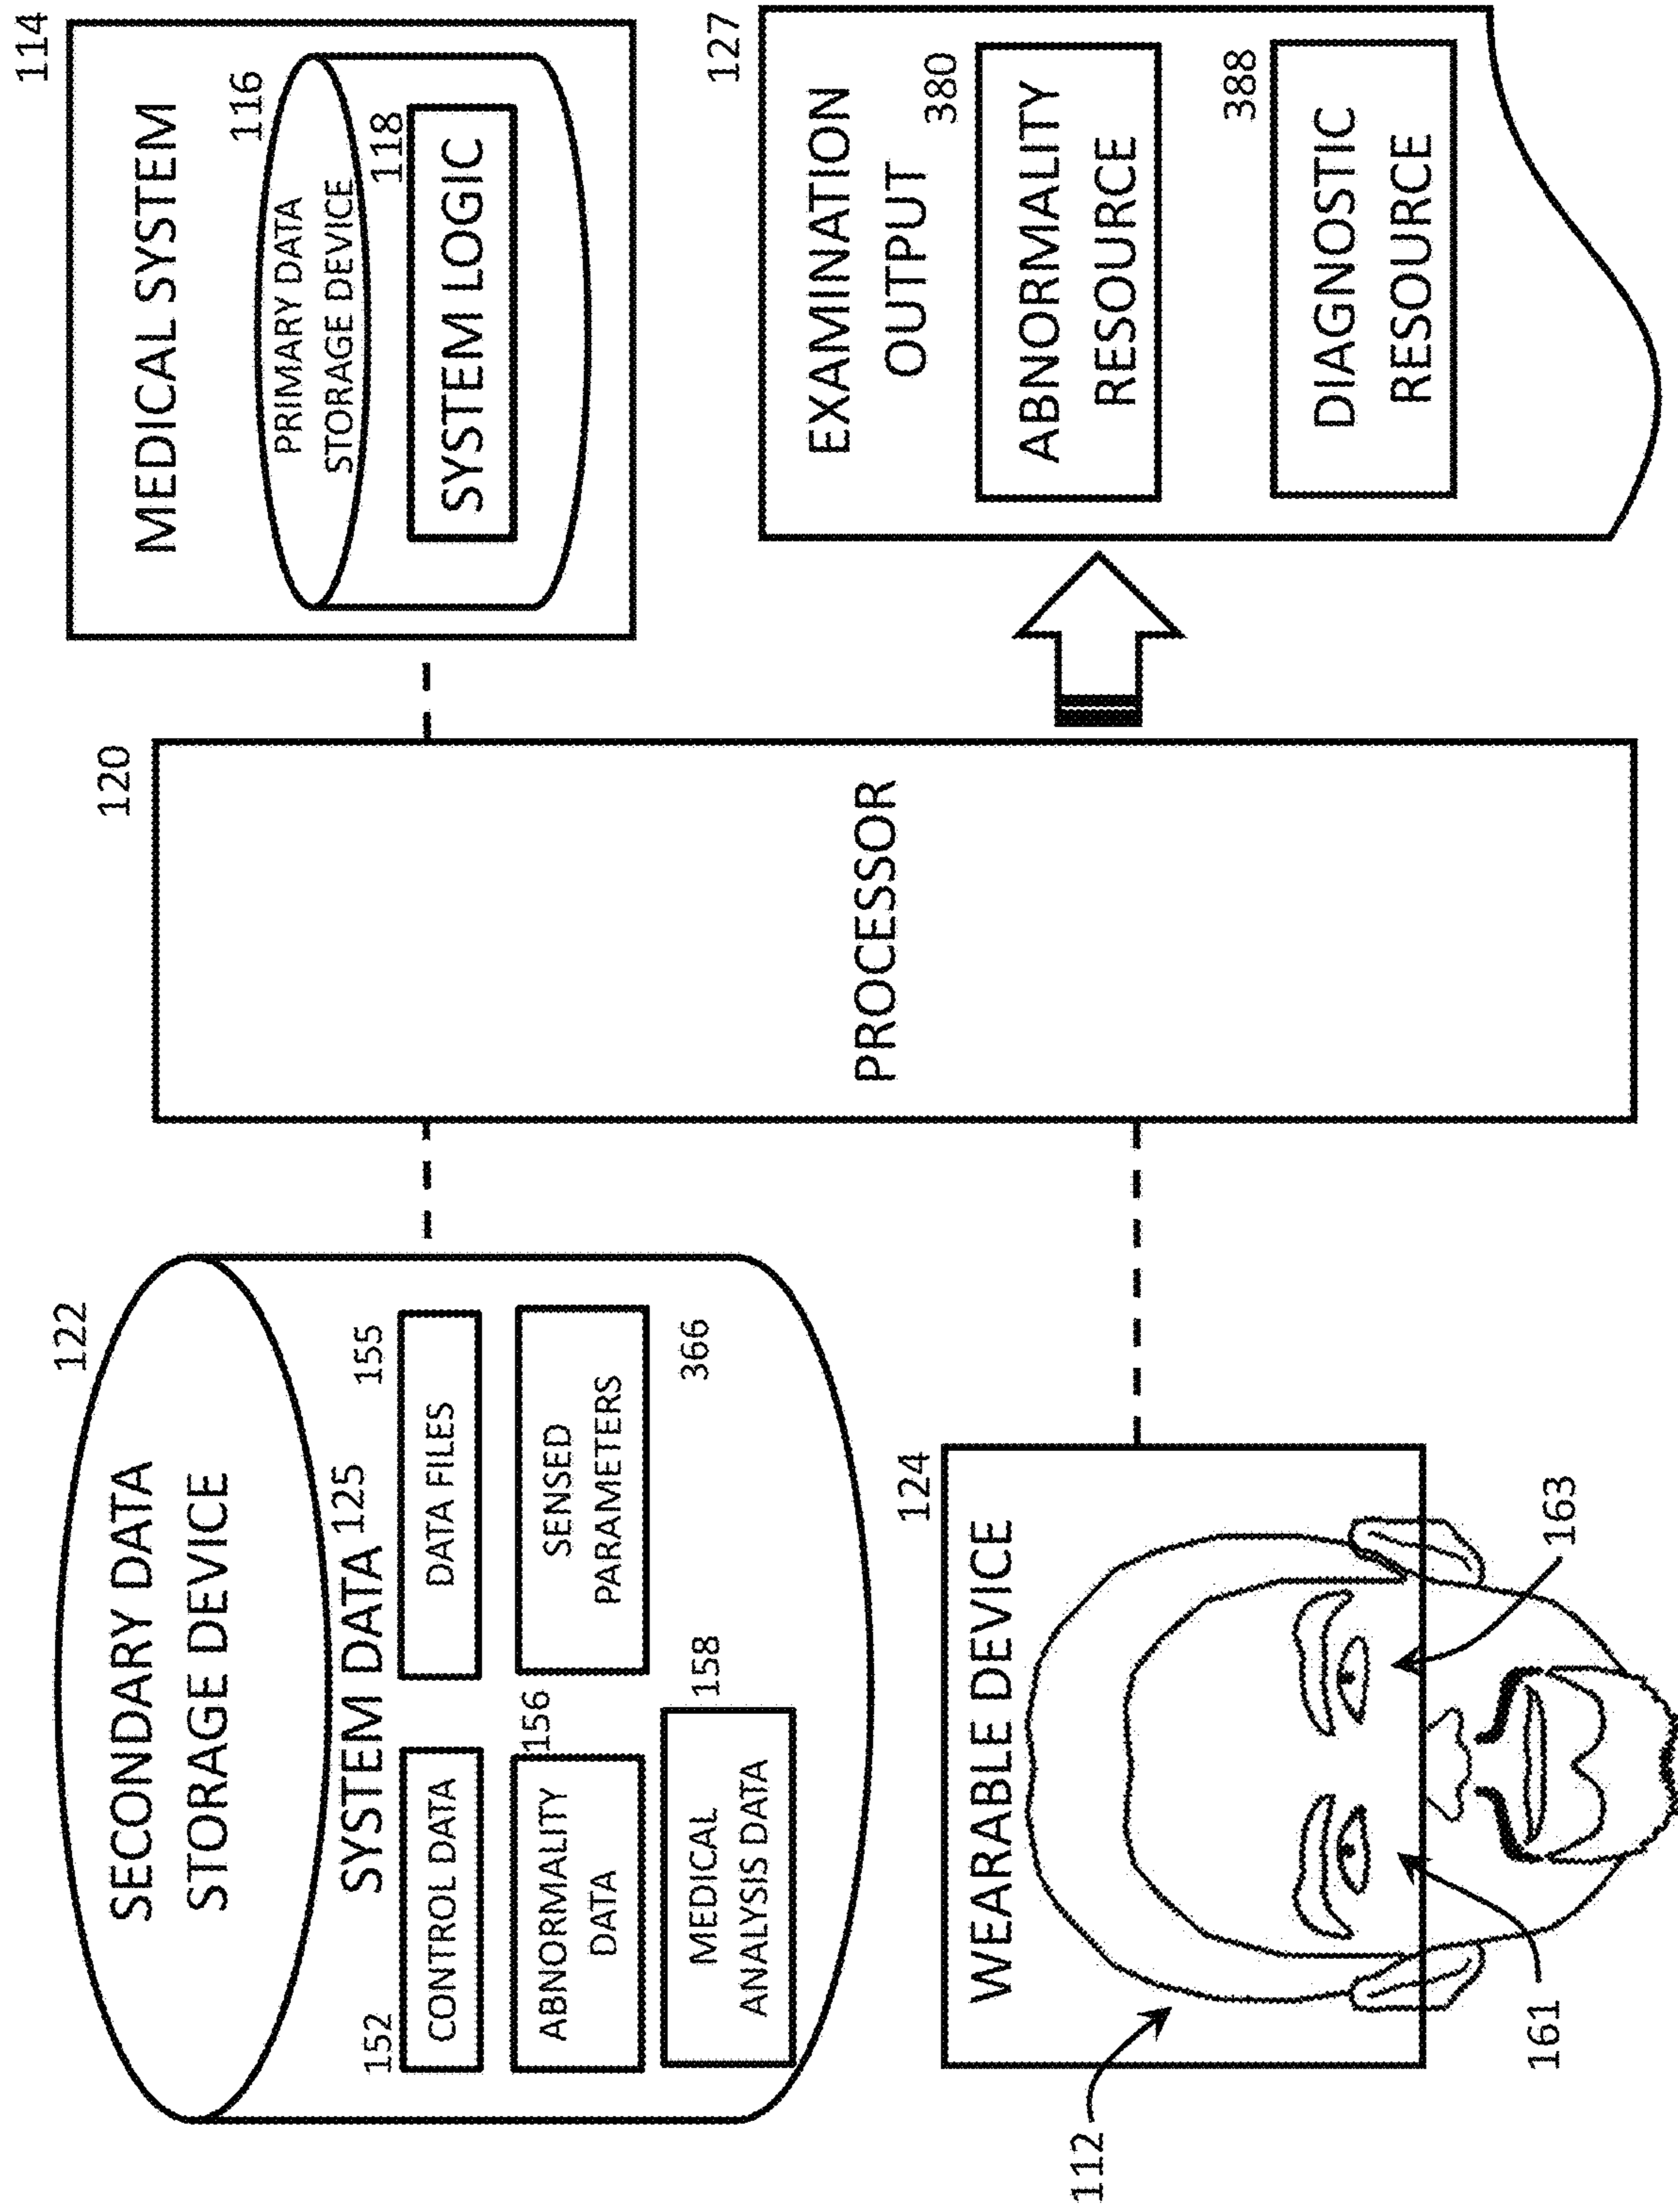 122
SECONDARY DATA
STORAGE DEVICE
SYSTEM DATA 125
152
CONTROL DATA
155
DATA FILES
156
ABNORMALITY
DATA
SENSED
PARAMETERS
366
158
MEDICAL
ANALYSIS DATA
124
WEARABLE DEVICE
112
161
163
120
PROCESSOR
114
MEDICAL SYSTEM
116
PRIMARY DATA
STORAGE DEVICE
118
SYSTEM LOGIC
127
EXAMINATION
OUTPUT
380
ABNORMALITY
RESOURCE
388
DIAGNOSTIC
RESOURCE